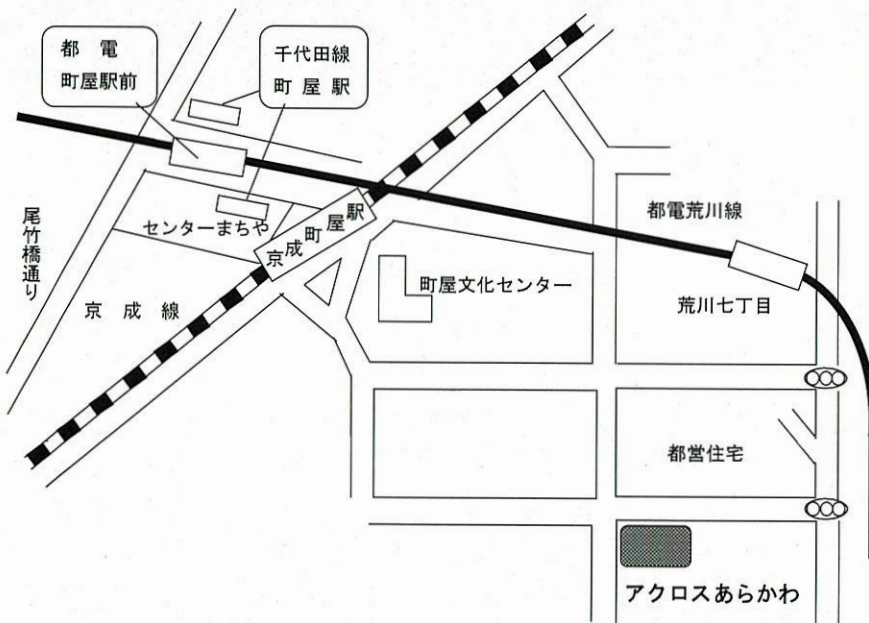 都 電
町屋駅前
千代田線
町 屋 駅
尾竹橋通り
センターまちや
京成町屋駅
都電荒川線
町屋文化センター
荒川七丁目
京 成 線
都営住宅
アクロスあらかわ